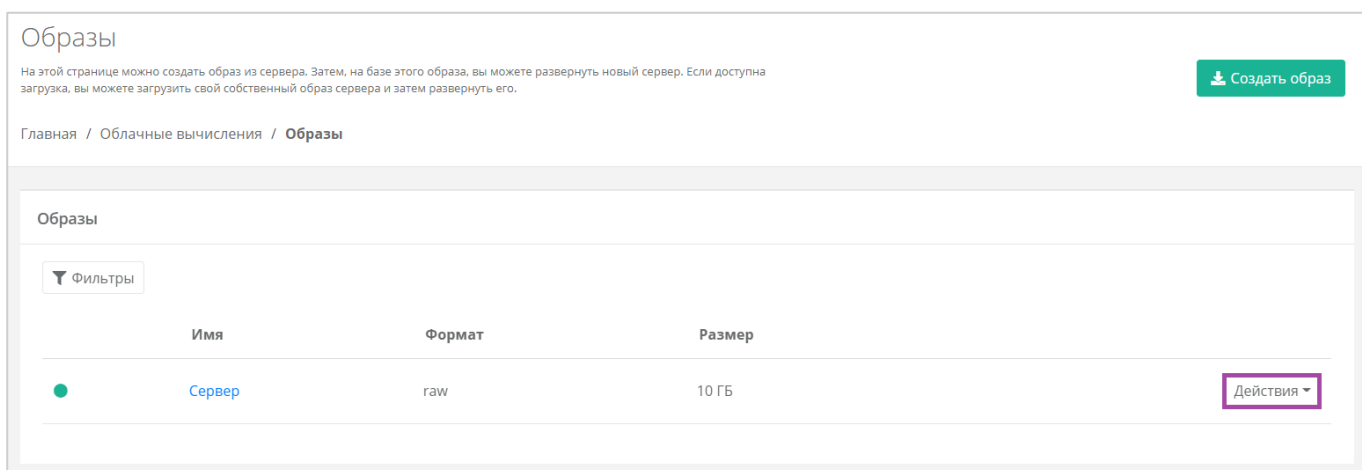 Образы
На этой странице можно создать образ из сервера. Затем, на базе этого образа, вы можете развернуть новый сервер. Если доступна
загрузка, вы можете загрузить свой собственный образ сервера и затем развернуть его.
Создать образ
Главная / Облачные вычисления / Образы
Образы
Фильтры
Имя Формат Размер
Сервер raw 10 ГБ Действия